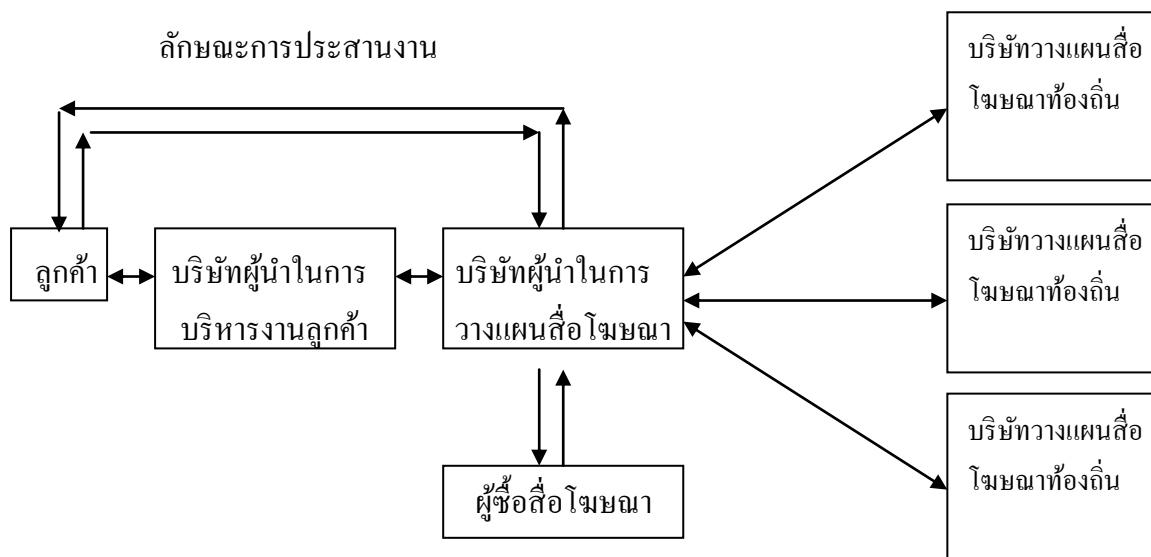 ลักษณะการประสานงาน
บริษัทวางแผนสื่อ
โฆษณาท้องถิ่น
ลูกค้า
บริษัทผู้นำในการ
บริหารงานลูกค้า
บริษัทผู้นำในการ
วางแผนสื่อโฆษณา
บริษัทวางแผนสื่อ
โฆษณาท้องถิ่น
บริษัทวางแผนสื่อ
โฆษณาท้องถิ่น
ผู้ซื้อสื่อโฆษณา